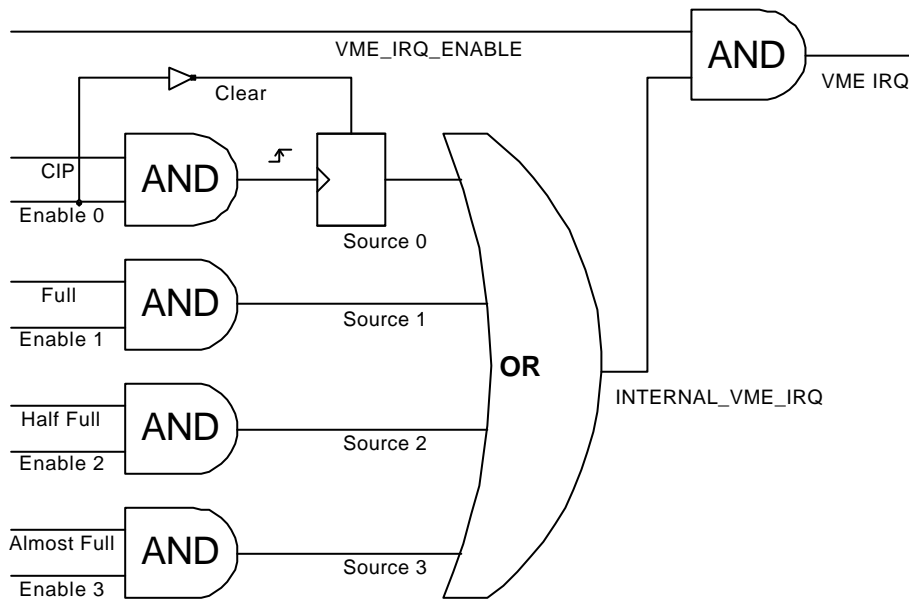 AND
VME_IRQ_ENABLE
VME IRQ
Clear
CIP
AND
Enable 0
Source 0
Full
AND
Enable 1
Source 1
OR
INTERNAL_VME_IRQ
Half Full
AND
Enable 2
Source 2
Almost Full
AND
Enable 3
Source 3